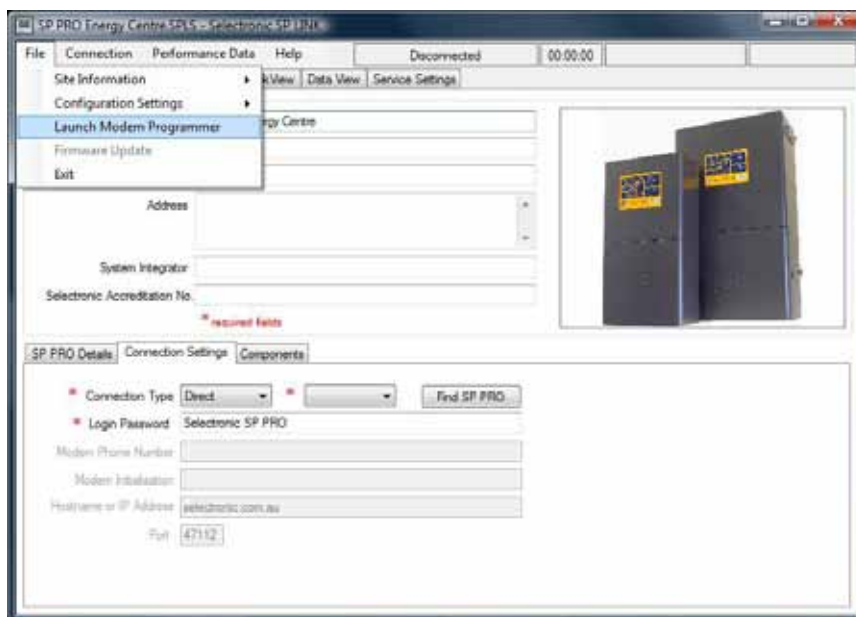 SP PRO Energy Centre.SPLS - Selectronic SP LINK
File Connection Performance Data Help Disconnected 00:00:00
Site Information
Configuration Settings
Launch Modem Programmer
Firmware Update
Exit
Data View Service Settings
Centre
Address
System Integrator
Selectronic Accreditation No.
* required fields
SP PRO Details Connection Settings Components
* Connection Type Direct * Find SP PRO
* Login Password Selectronic SP PRO
Modem Phone Number
Modem Initialisation
Hostname or IP Address selectronic.com.au
Port 47112